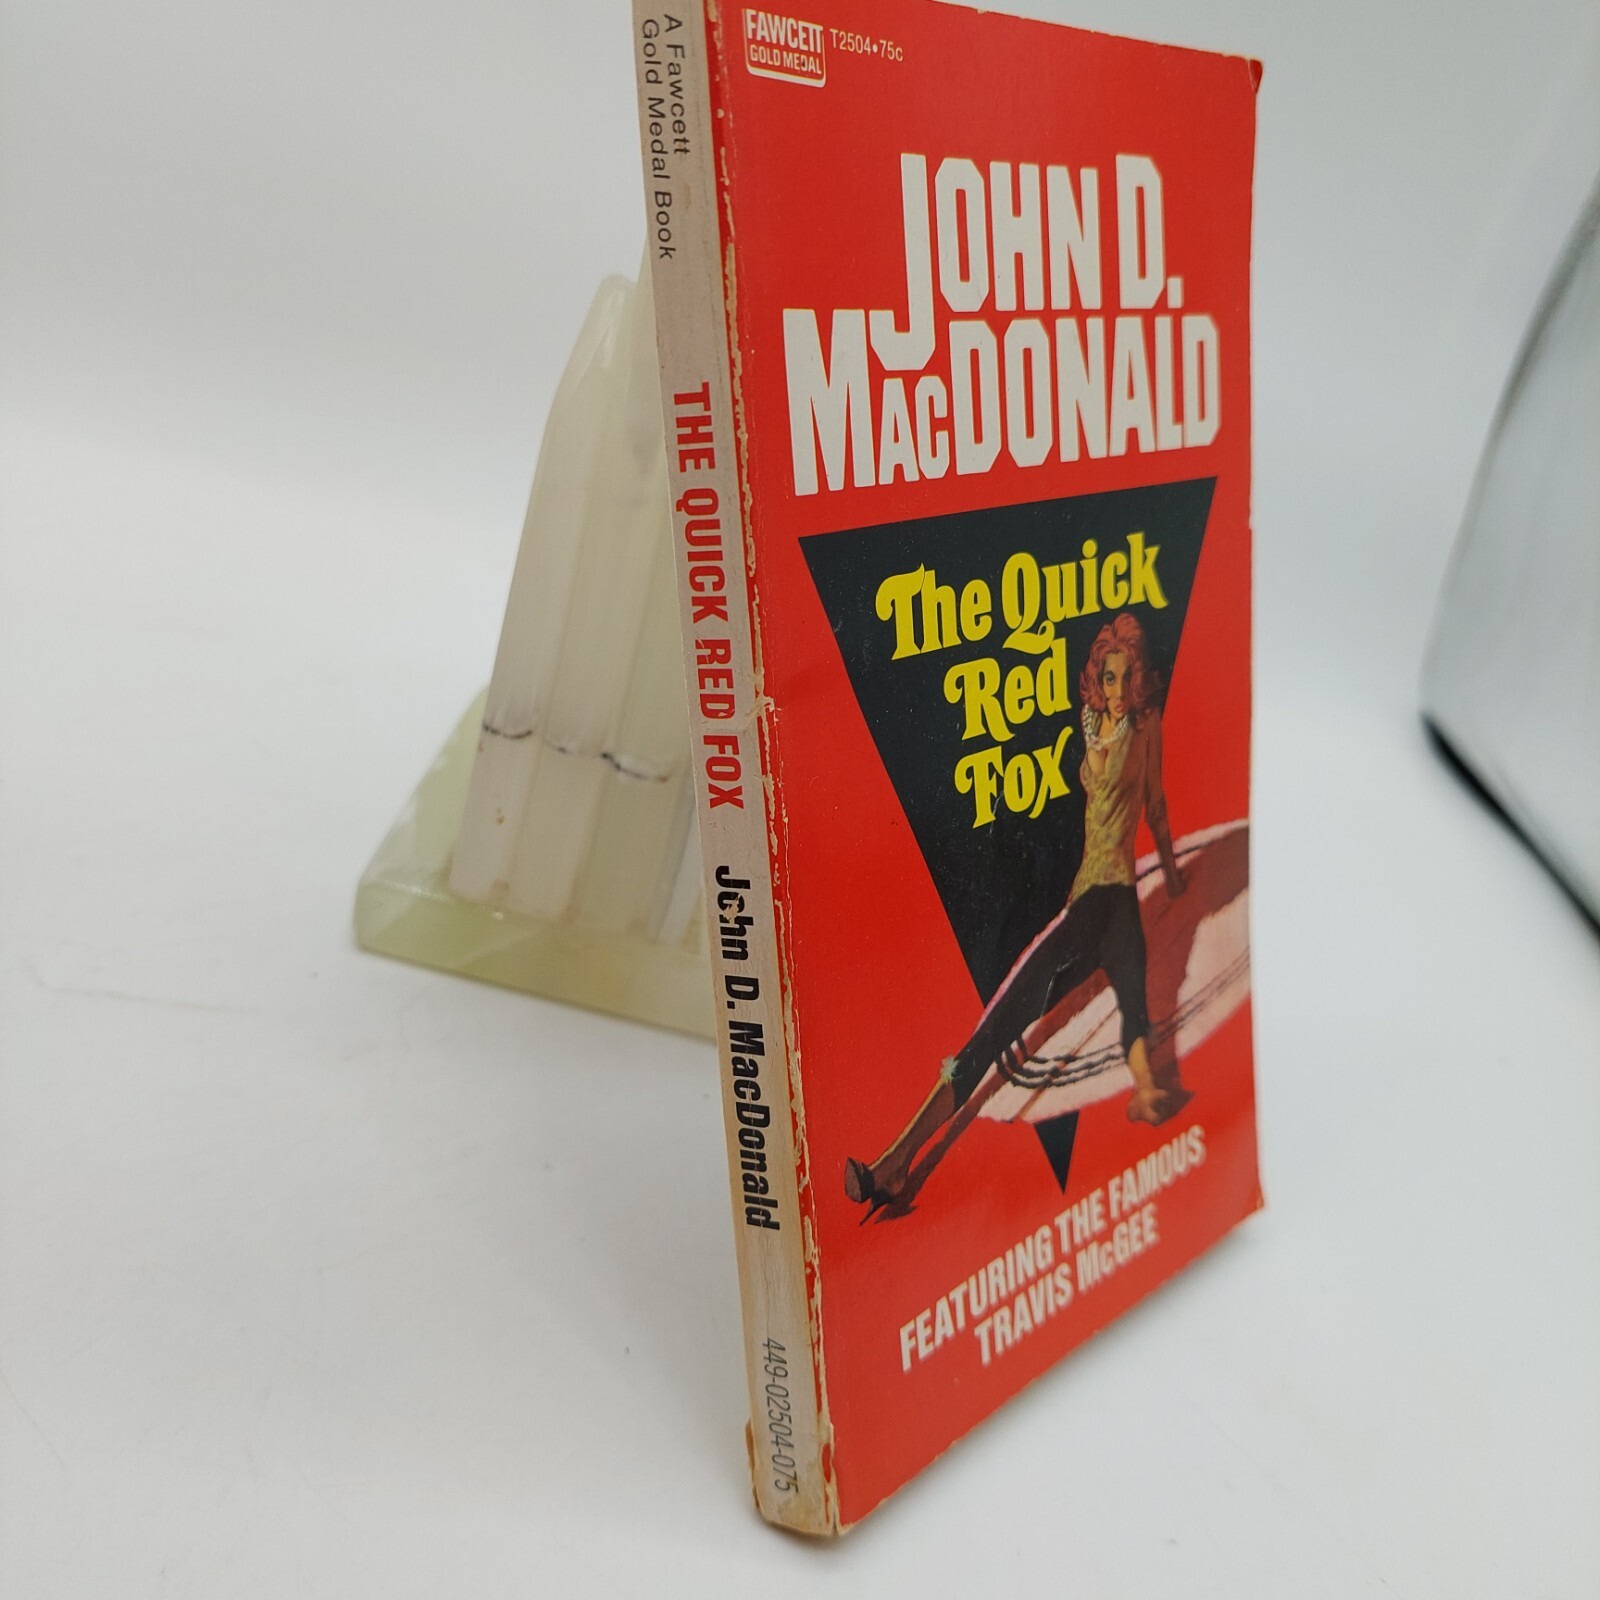 A Fawcett
Gold Medal Book
THE QUICK RED FOX John D. MacDonald
449-02504-075
FAWCETT
GOLD MEDAL
T2504•75c
JOHN D.
MACDONALD
The Quick
Red
Fox
FEATURING THE FAMOUS
TRAVIS McGEE